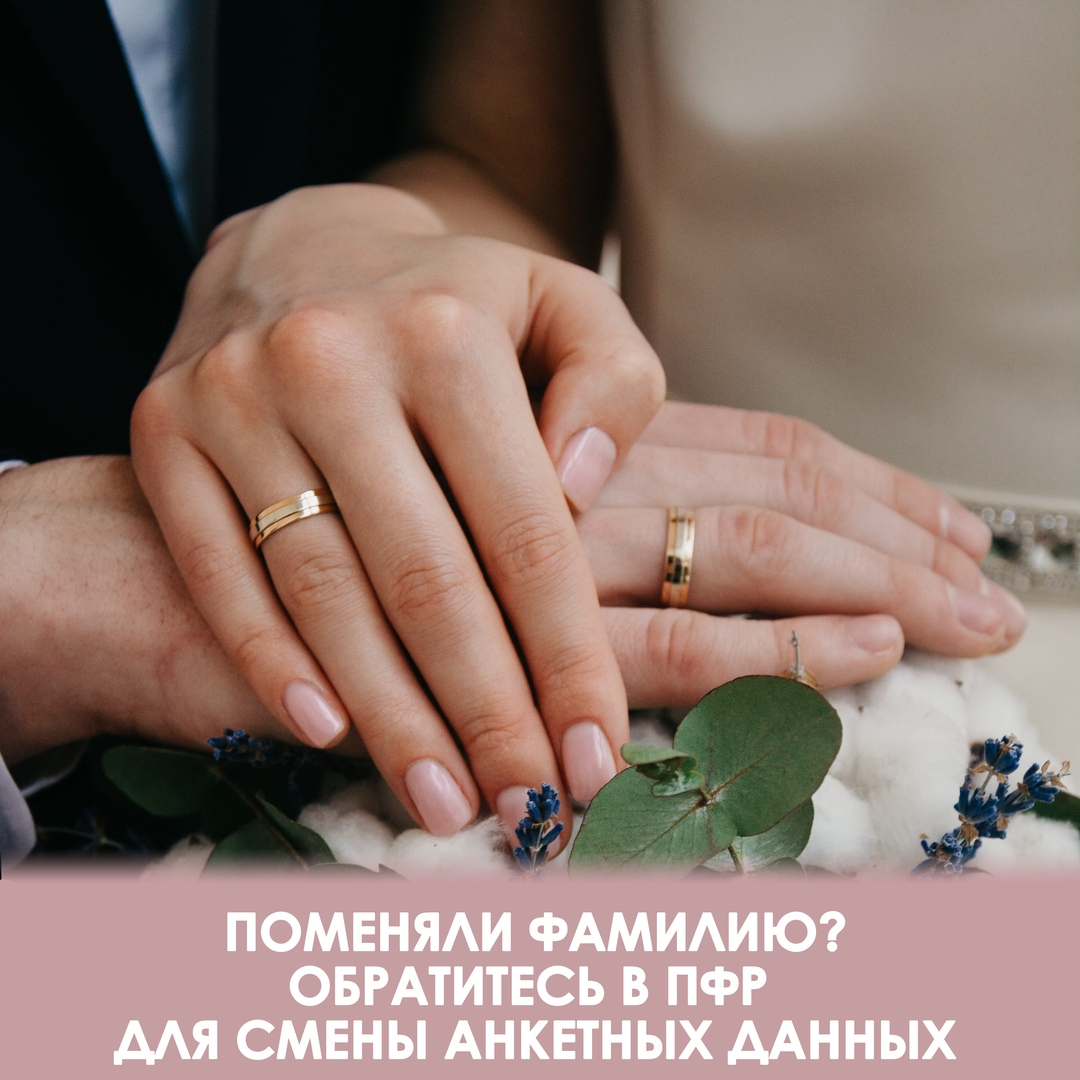 ПОМЕНЯЛИ ФАМИЛИЮ?
ОБРАТИТЕСЬ В ПФР
ДЛЯ СМЕНЫ АНКЕТНЫХ ДАННЫХ